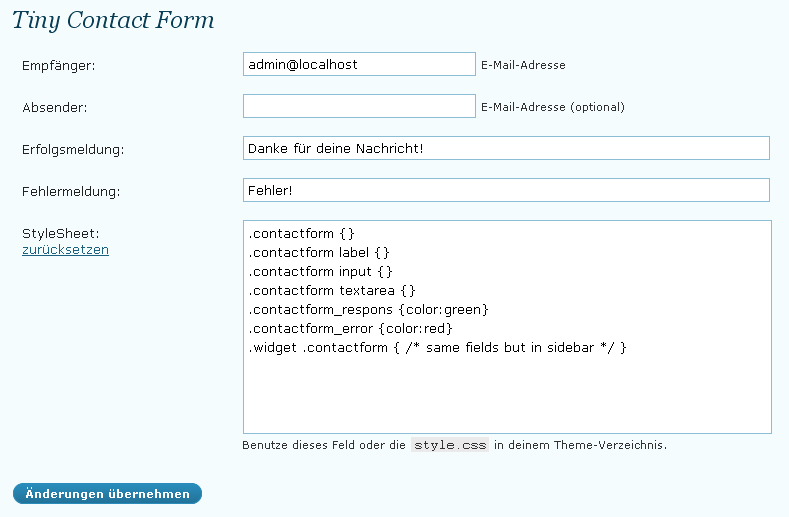 Tiny Contact Form
Empfänger: admin@localhost E-Mail-Adresse
Absender: E-Mail-Adresse (optional)
Erfolgsmeldung: Danke für deine Nachricht!
Fehlermeldung: Fehler!
StyleSheet:
zurücksetzen
.contactform {}
.contactform label {}
.contactform input {}
.contactform textarea {}
.contactform_respons {color:green}
.contactform_error {color:red}
.widget .contactform { /* same fields but in sidebar */ }
Benutze dieses Feld oder die style.css in deinem Theme-Verzeichnis.
Änderungen übernehmen